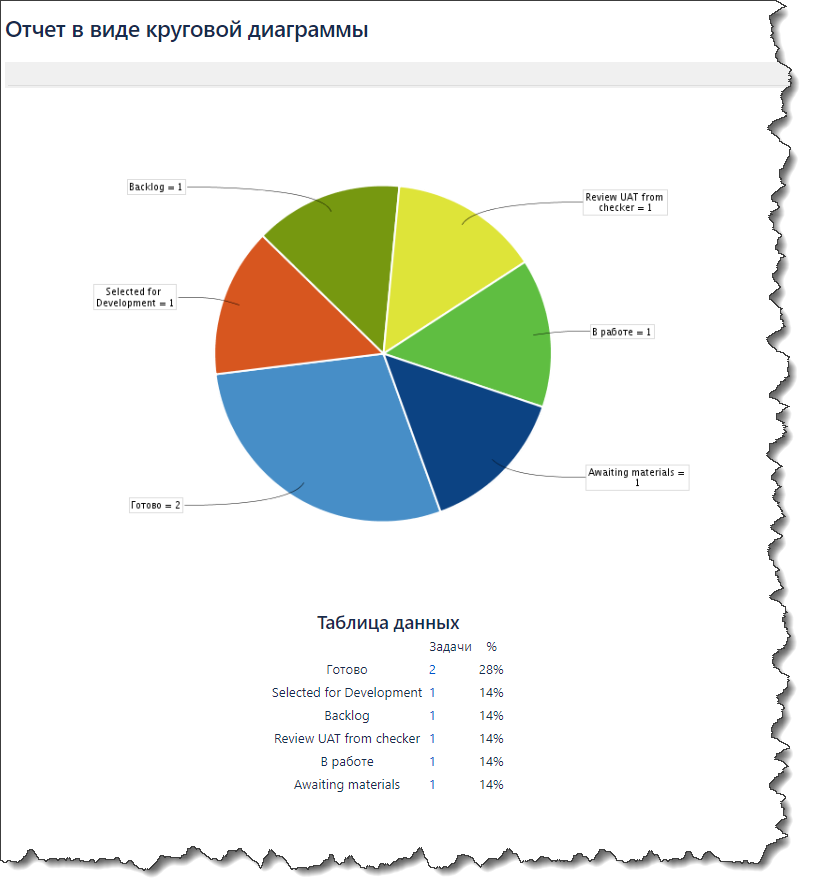 Отчет в виде круговой диаграммы
Backlog = 1
Review UAT from
checker = 1
Selected for
Development = 1
В работе = 1
Awaiting materials =
1
Готово = 2
Таблица данных
Задачи %
Готово 2 28%
Selected for Development 1 14%
Backlog 1 14%
Review UAT from checker 1 14%
В работе 1 14%
Awaiting materials 1 14%